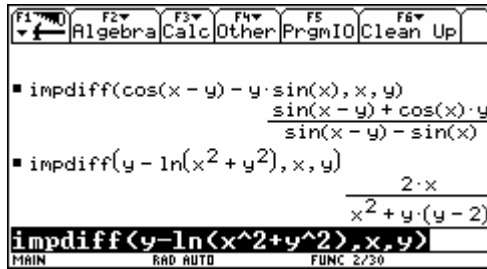 F1 F2 F3 F4 F5 F6
Algebra Calc Other PrgmIO Clean Up
▪ impdiff(cos(x - y) - y·sin(x), x, y)
sin(x - y) + cos(x)·y
sin(x - y) - sin(x)
▪ impdiff(y - ln(x² + y²), x, y)
2·x
x² + y·(y - 2)
impdiff(y-ln(x^2+y^2),x,y)
MAIN RAD AUTO FUNC 2/30